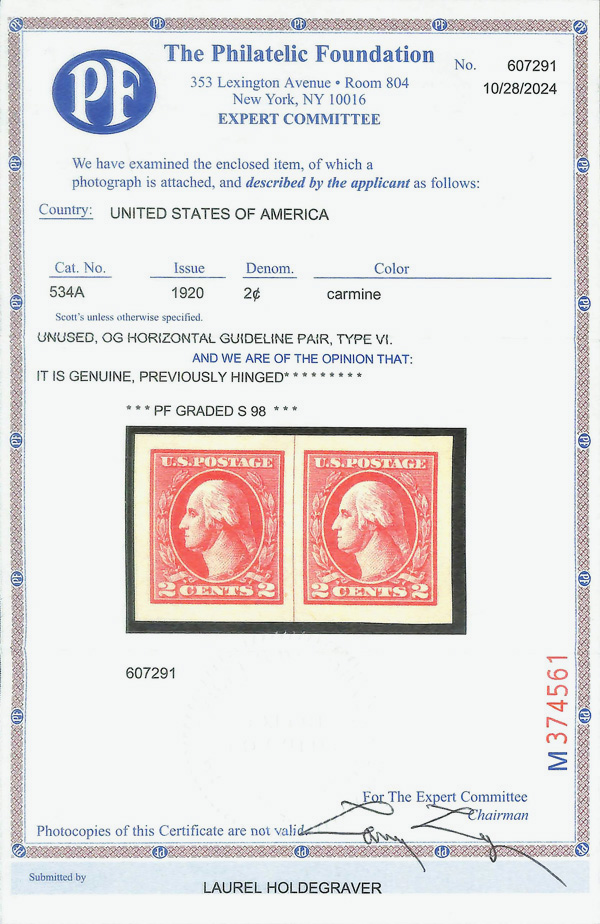 PF
The Philatelic Foundation
353 Lexington Avenue • Room 804
New York, NY 10016
EXPERT COMMITTEE
No. 607291
10/28/2024
We have examined the enclosed item, of which a
photograph is attached, and described by the applicant as follows:
Country: UNITED STATES OF AMERICA
Cat. No. Issue Denom. Color
534A 1920 2¢ carmine
Scott's unless otherwise specified.
UNUSED, OG HORIZONTAL GUIDELINE PAIR, TYPE VI.
AND WE ARE OF THE OPINION THAT:
IT IS GENUINE, PREVIOUSLY HINGED*********
*** PF GRADED S 98 ***
U.S.POSTAGE U.S.POSTAGE
2 CENTS 2 2 CENTS 2
607291
M 374561
For The Expert Committee
Chairman
Photocopies of this Certificate are not valid
Submitted by
LAUREL HOLDEGRAVER